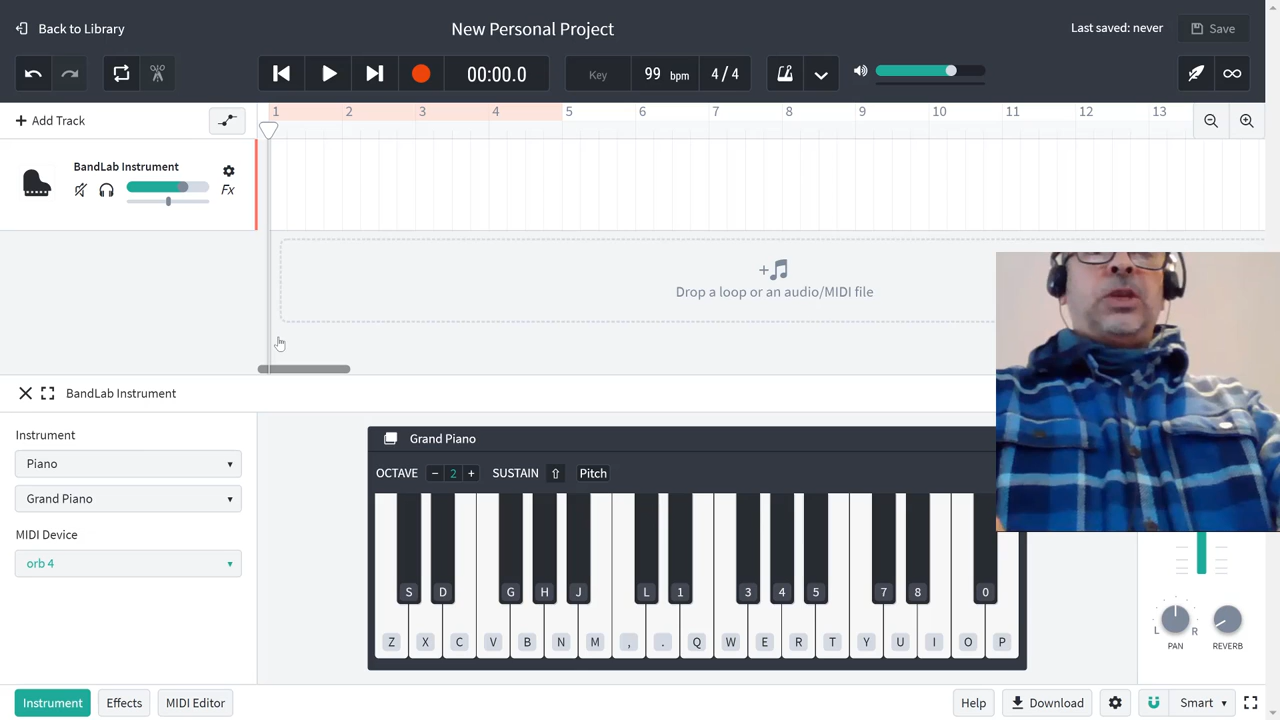 Back to Library
New Personal Project
Last saved: never
Save
00:00.0
Key
99 bpm
4 / 4
Add Track
1 2 3 4 5 6 7 8 9 10 11 12 13
BandLab Instrument
Fx
Drop a loop or an audio/MIDI file
BandLab Instrument
Instrument
Piano
Grand Piano
MIDI Device
orb 4
Grand Piano
OCTAVE − 2 + SUSTAIN ⇧ Pitch
S D G H J L 1 3 4 5 7 8 0
Z X C V B N M , . Q W E R T Y U I O P
L R
PAN REVERB
Instrument Effects MIDI Editor
Help Download Smart